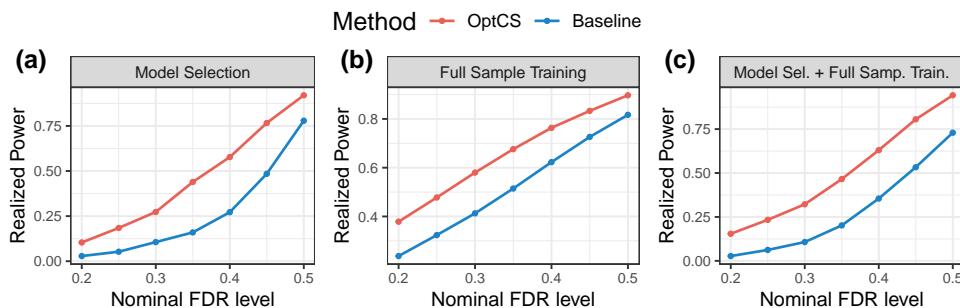 Method OptCS Baseline
(a) (b) (c)
Model Selection Full Sample Training Model Sel. + Full Samp. Train.
Realized Power
0.75
0.50
0.25
0.00
0.2 0.3 0.4 0.5
Nominal FDR level
Realized Power
0.8
0.6
0.4
0.2 0.3 0.4 0.5
Nominal FDR level
Realized Power
0.75
0.50
0.25
0.00
0.2 0.3 0.4 0.5
Nominal FDR level